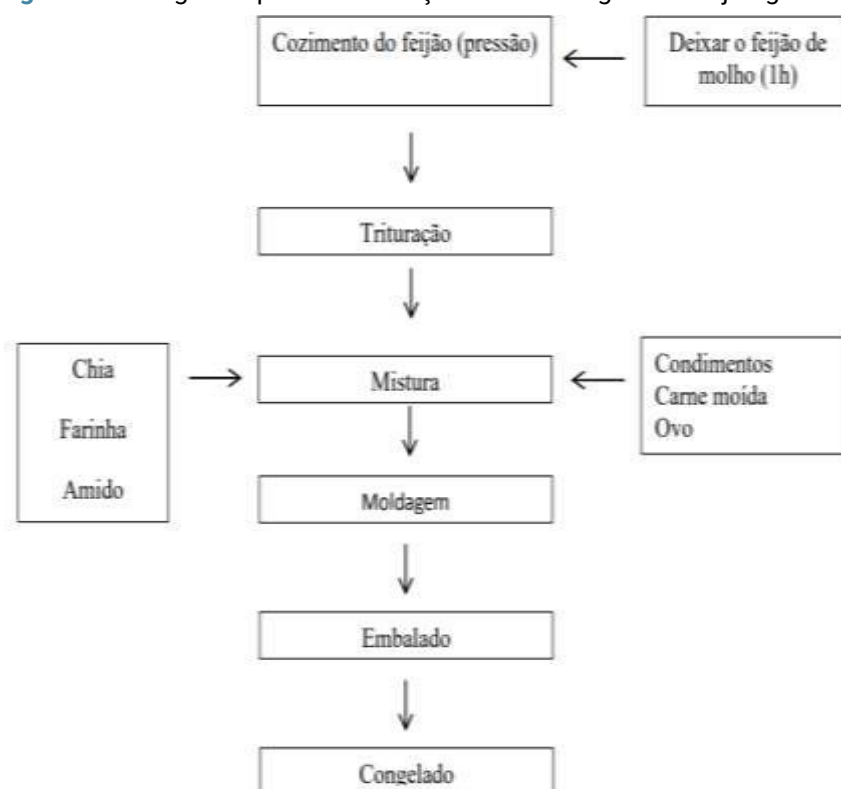 Cozimento do feijão (pressão)
Deixar o feijão de
molho (1h)
Trituração
Chia
Farinha
Amido
Mistura
Condimentos
Carne moída
Ovo
Moldagem
Embalado
Congelado